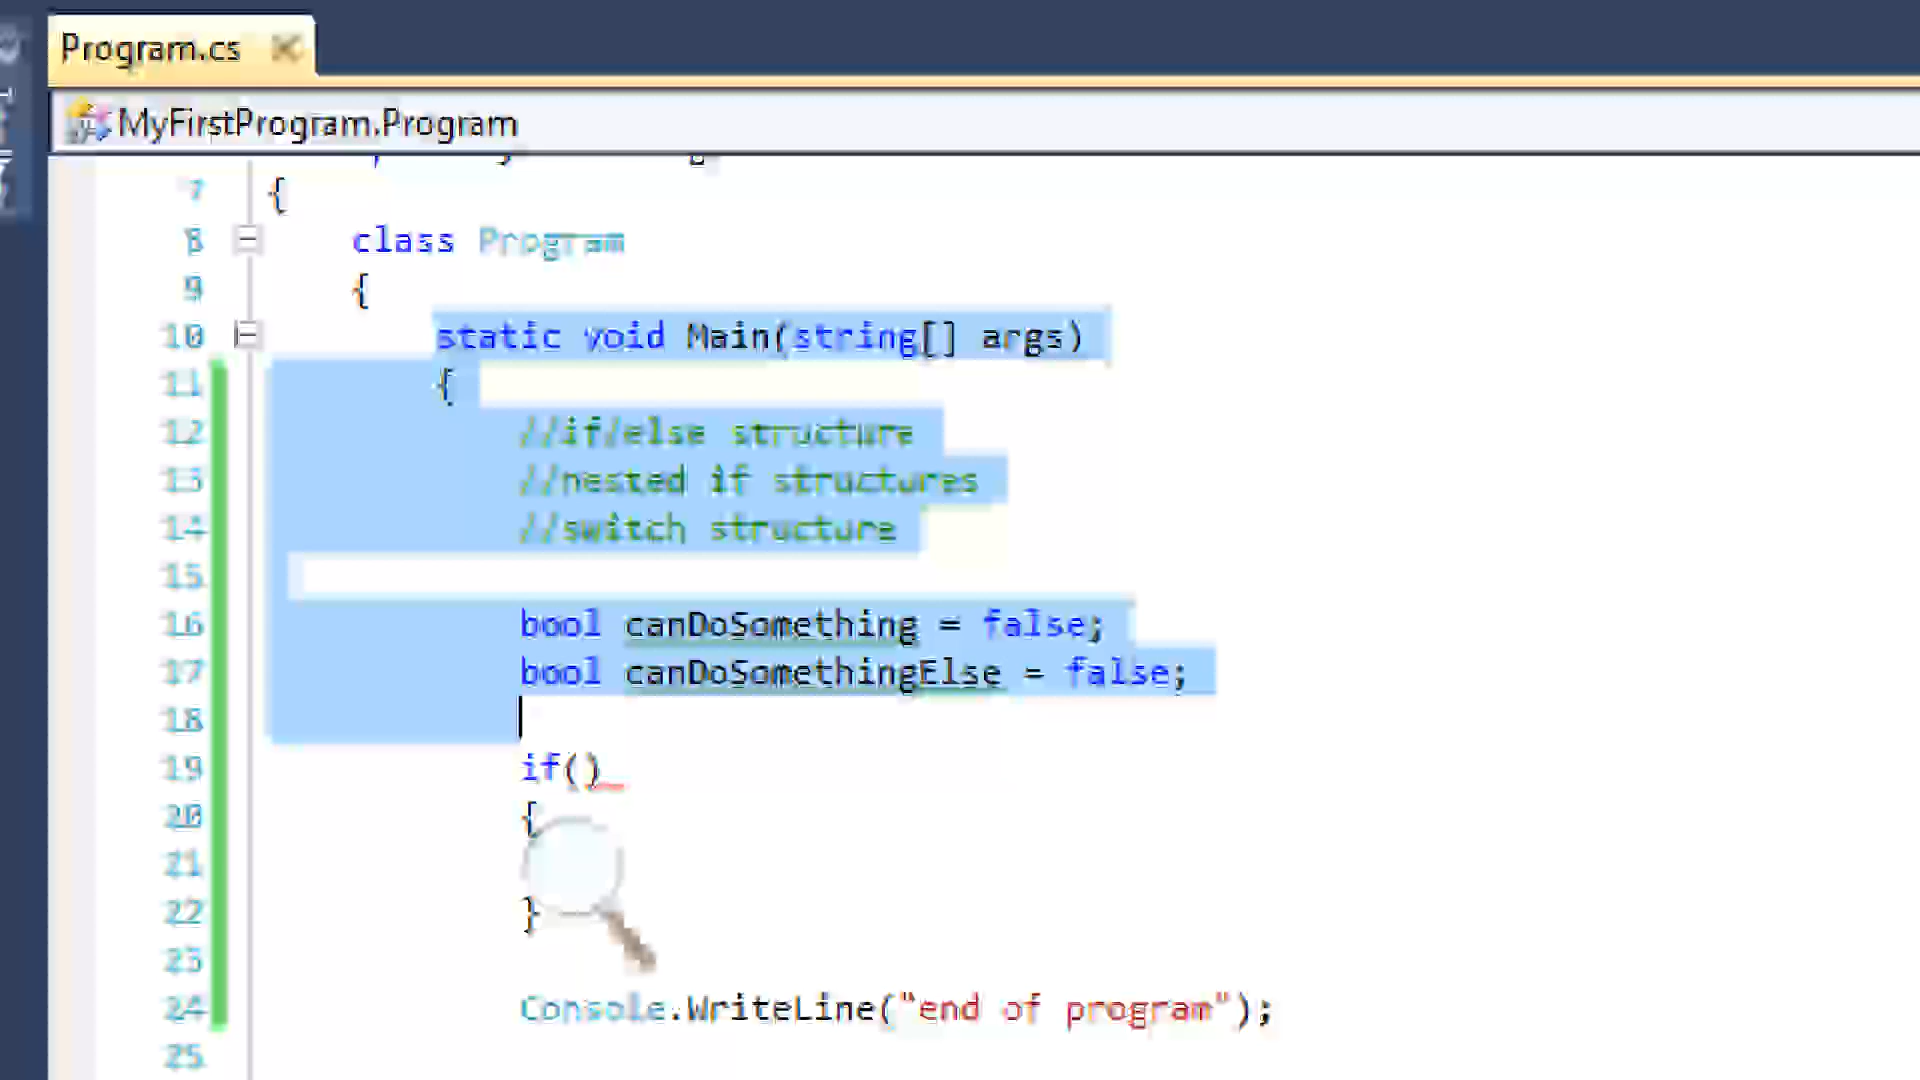 Program.cs
MyFirstProgram.Program
7 {
8 class Program
9 {
10 static void Main(string[] args)
11 {
12 //if/else structure
13 //nested if structures
14 //switch structure
15
16 bool canDoSomething = false;
17 bool canDoSomethingElse = false;
18
19 if()
20 {
21
22 }
23
24 Console.WriteLine("end of program");
25